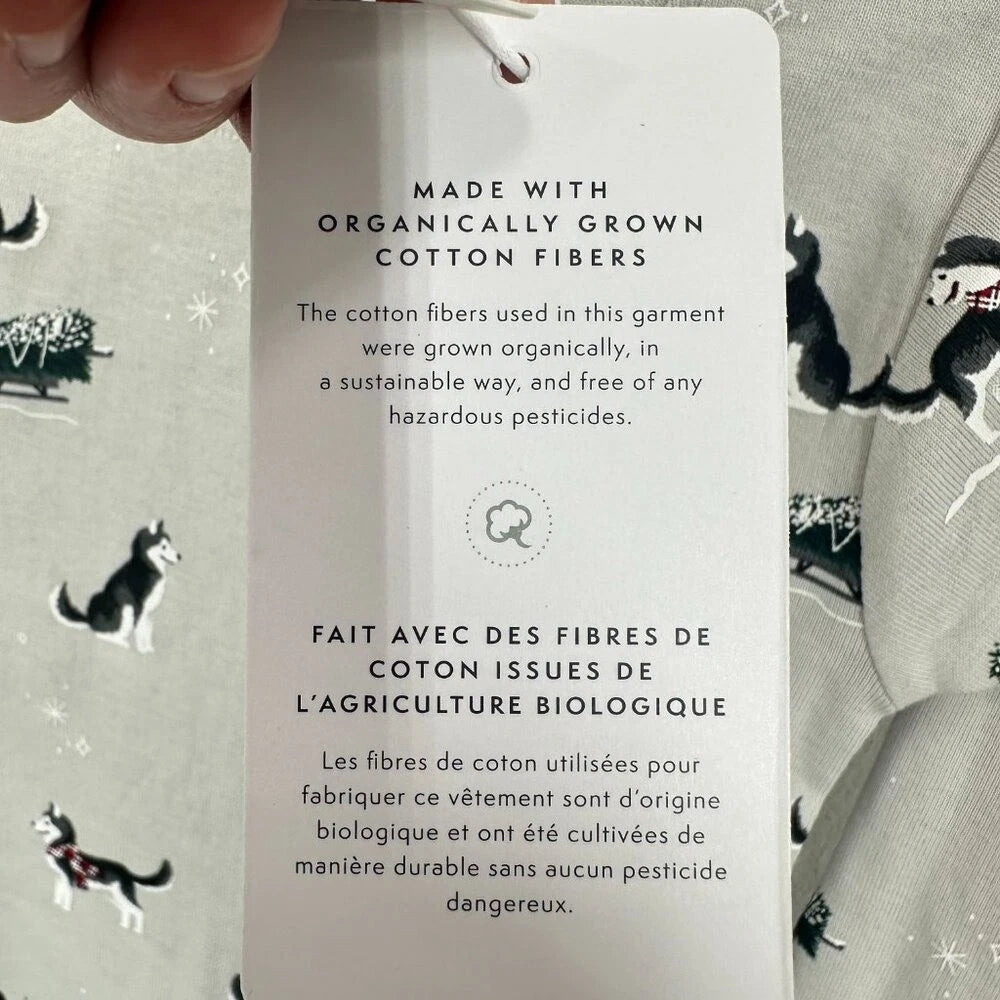 MADE WITH
ORGANICALLY GROWN
COTTON FIBERS
The cotton fibers used in this garment
were grown organically, in
a sustainable way, and free of any
hazardous pesticides.
FAIT AVEC DES FIBRES DE
COTON ISSUES DE
L'AGRICULTURE BIOLOGIQUE
Les fibres de coton utilisées pour
fabriquer ce vêtement sont d'origine
biologique et ont été cultivées de
manière durable sans aucun pesticide
dangereux.